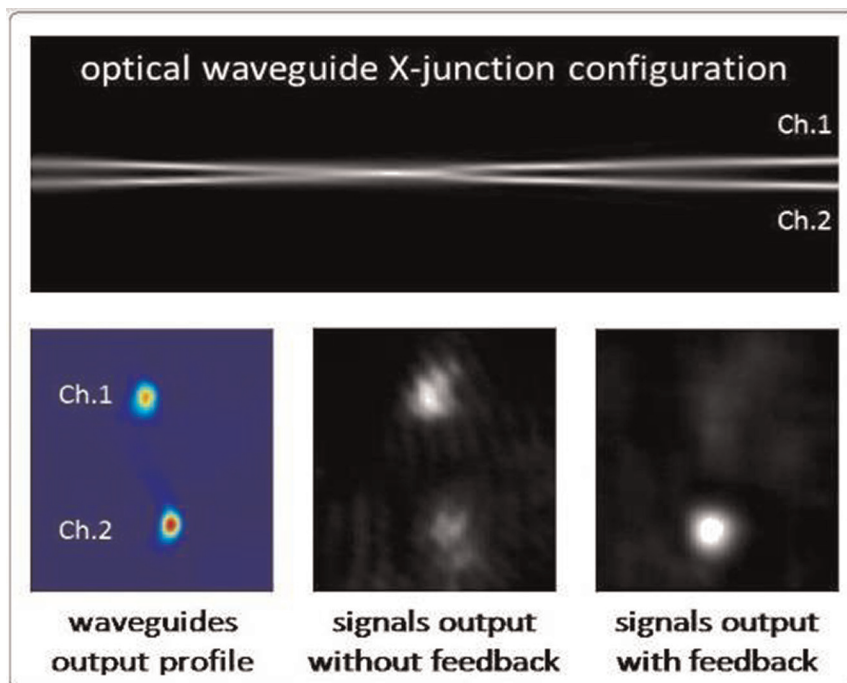 optical waveguide X-junction configuration
Ch.1
Ch.2
Ch.1
Ch.2
waveguides
output profile
signals output
without feedback
signals output
with feedback